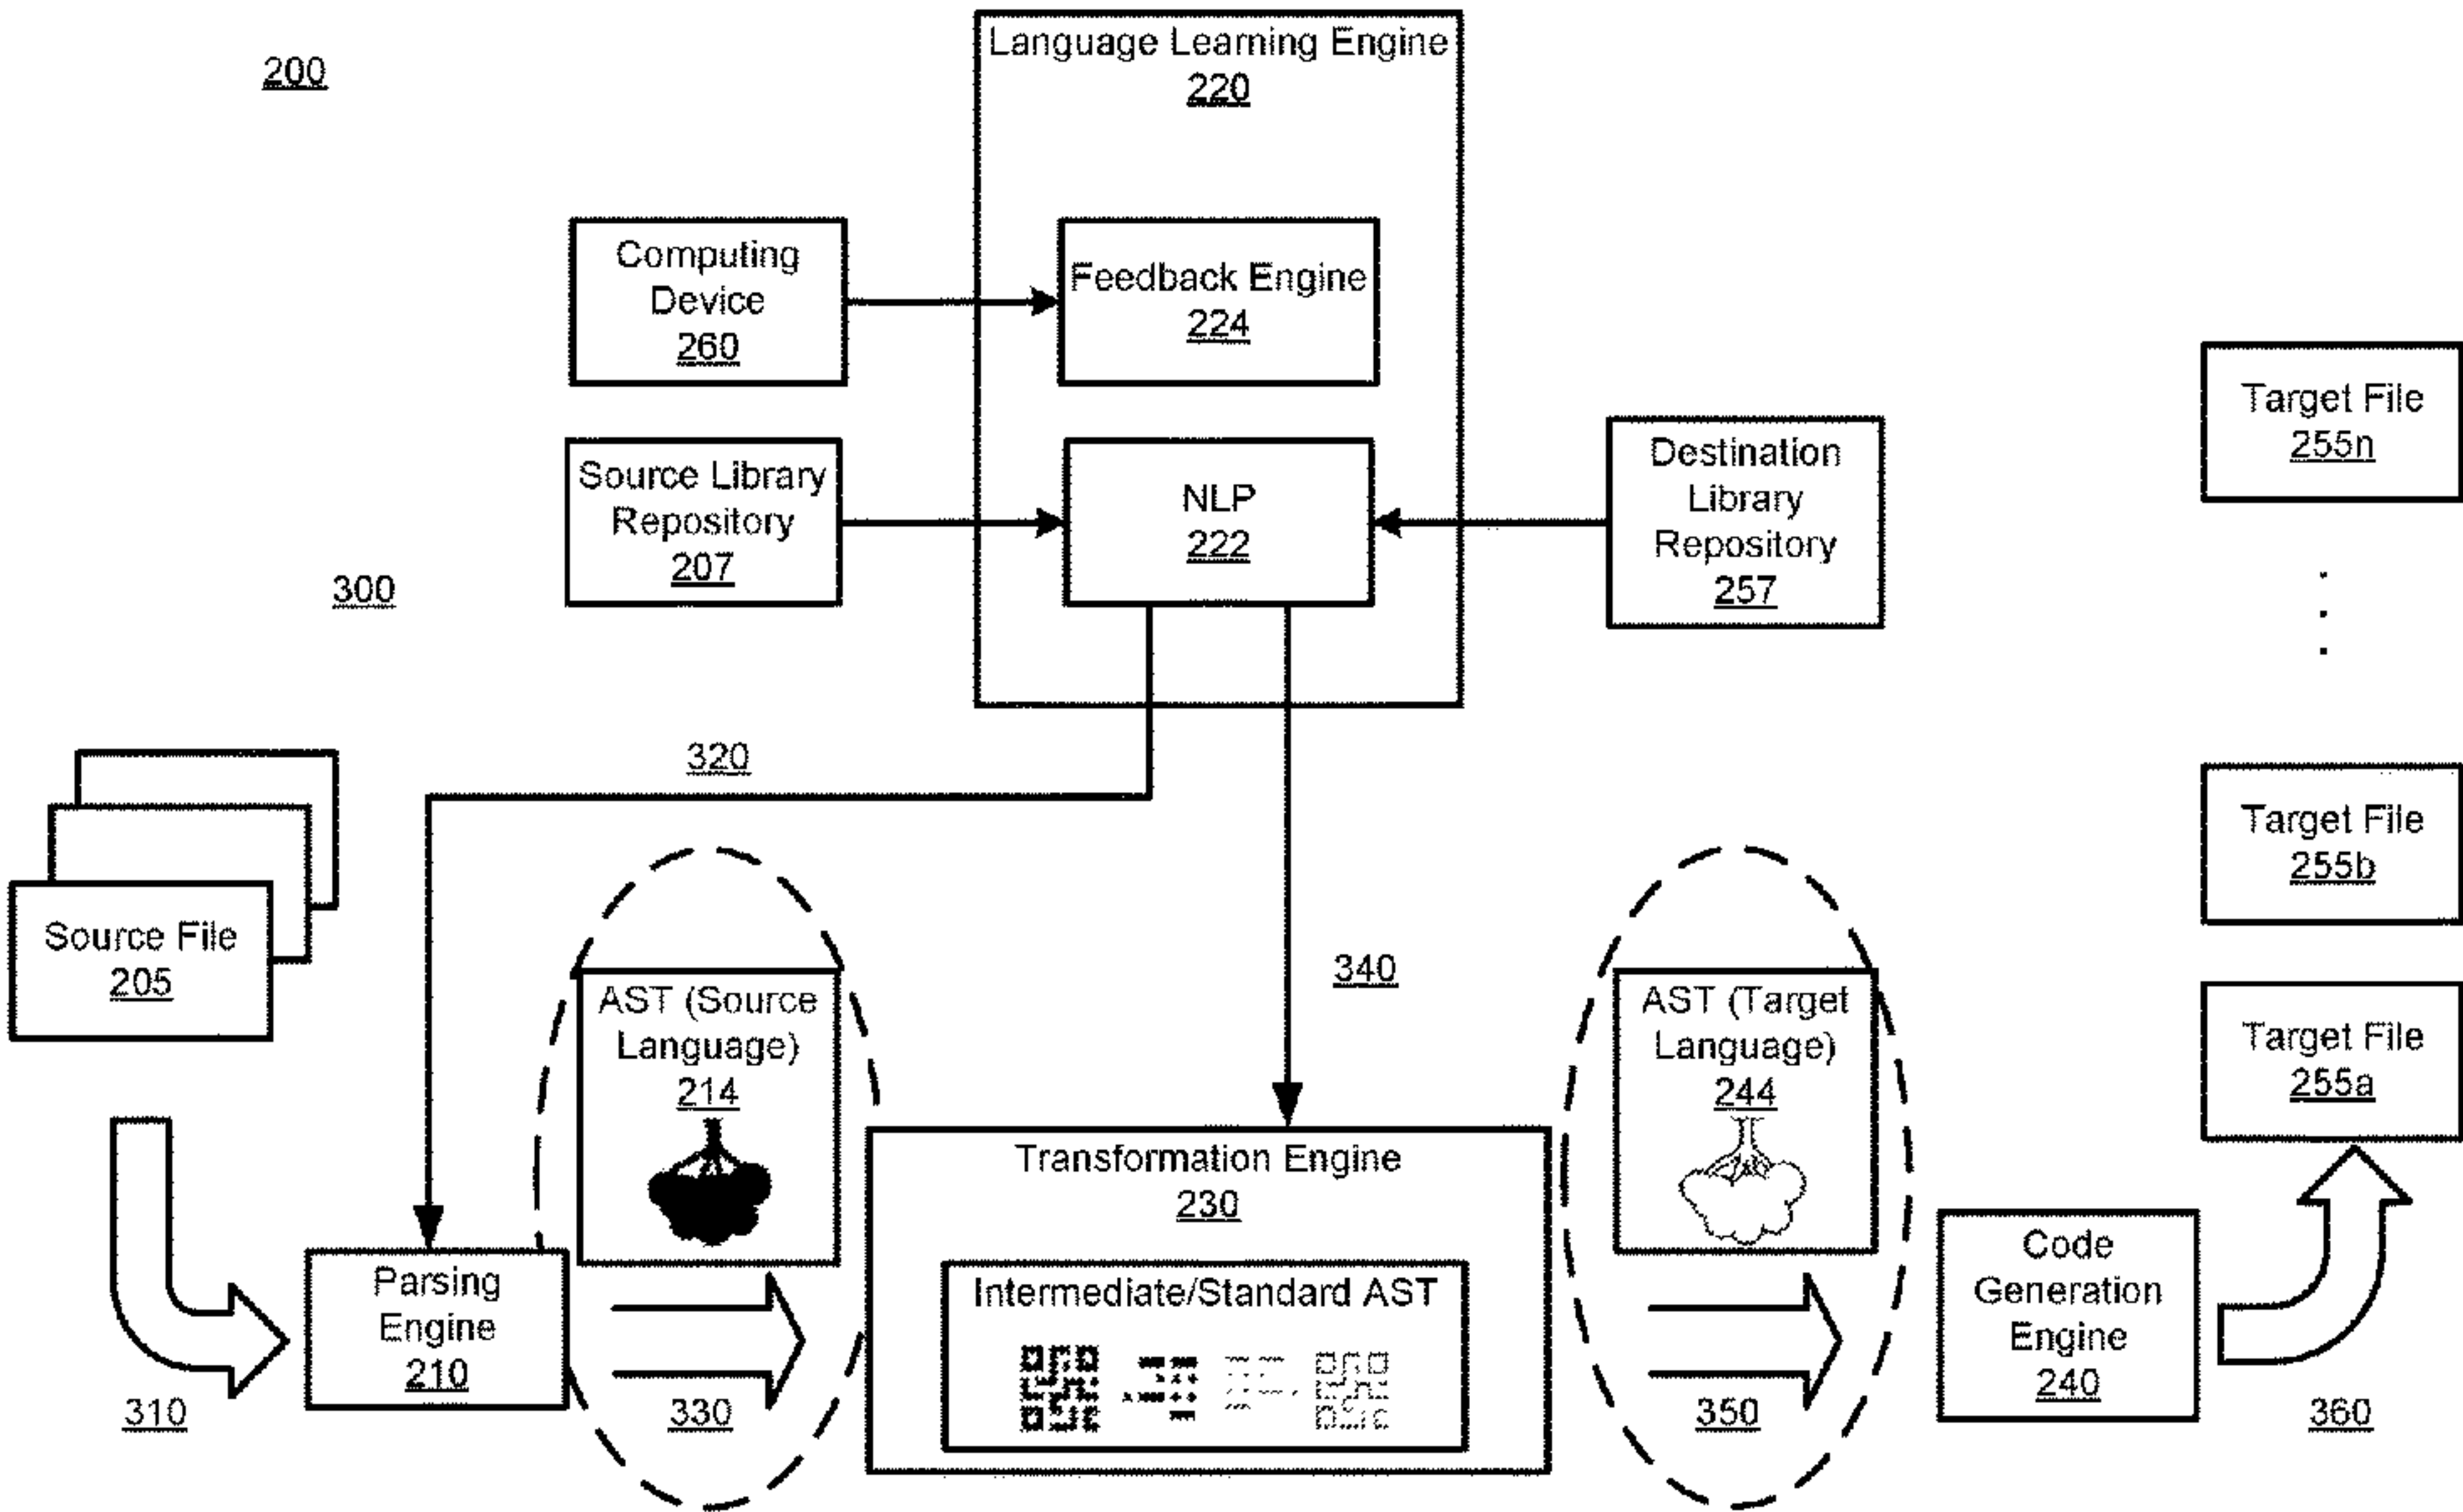 200
Language Learning Engine
220
Computing
Device
260
Feedback Engine
224
Target File
255n
Source Library
Repository
207
NLP
222
Destination
Library
Repository
257
300
320
Target File
255b
Source File
205
340
AST (Source
Language)
214
AST (Target
Language)
244
Target File
255a
Transformation Engine
230
Intermediate/Standard AST
Parsing
Engine
210
Code
Generation
Engine
240
310
330
350
360